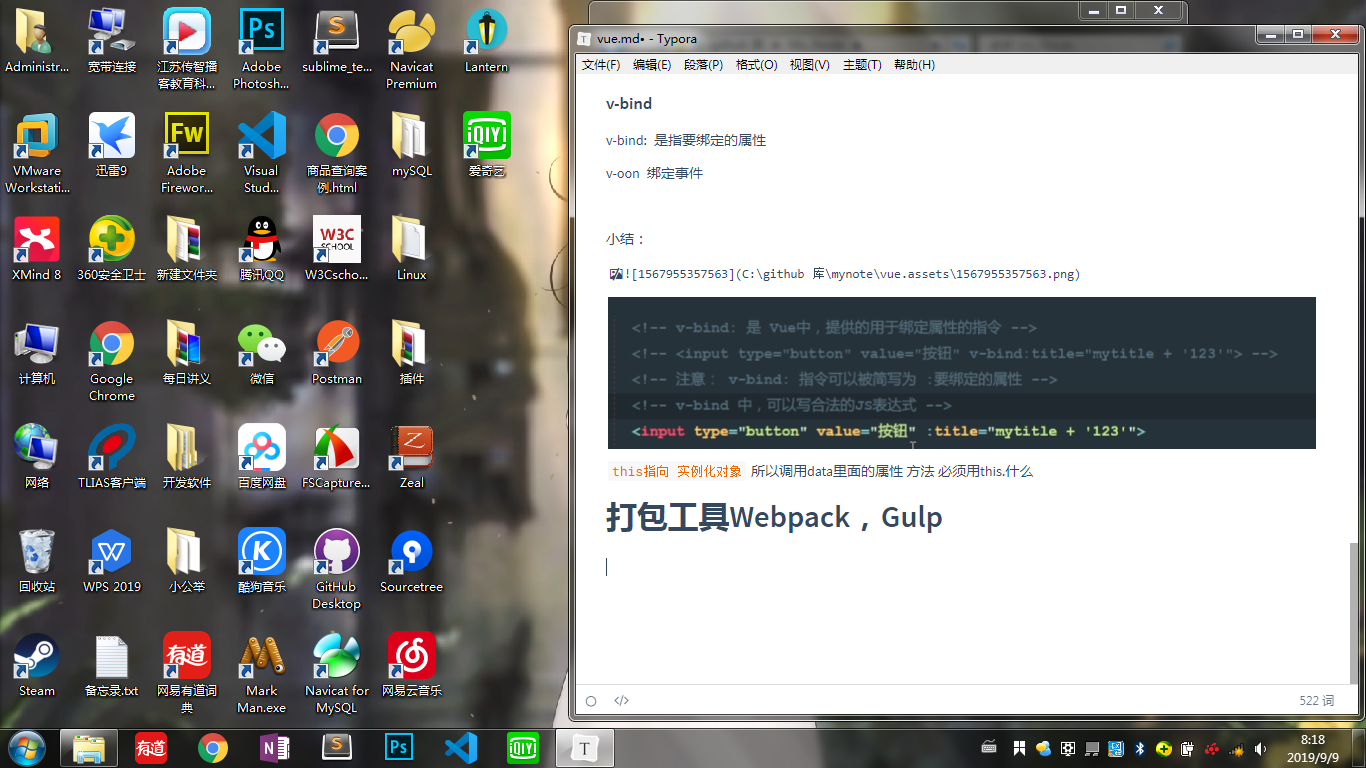 Administr...
宽带连接
江苏传智播
客教育科...
Adobe
Photosh...
sublime_te...
Navicat
Premium
Lantern
VMware
Workstati...
迅雷9
Adobe
Firewor...
Visual
Stud...
商品查询案
例.html
mySQL
爱奇艺
XMind 8
360安全卫士
新建文件夹
腾讯QQ
W3Cscho...
Linux
计算机
Google
Chrome
每日讲义
微信
Postman
插件
网络
TLIAS客户端
开发软件
百度网盘
FSCapture...
Zeal
回收站
WPS 2019
小公举
酷狗音乐
GitHub
Desktop
Sourcetree
Steam
备忘录.txt
网易有道词
典
Mark
Man.exe
Navicat for
MySQL
网易云音乐
Ps
S
Fw
iQIYI
W3C
SCHOOL
Z
W
K
有道
vue.md• - Typora
文件(F) 编辑(E) 段落(P) 格式(O) 视图(V) 主题(T) 帮助(H)
v-bind
v-bind: 是指要绑定的属性
v-oon 绑定事件
小结：
![1567955357563](C:\github 库\mynote\vue.assets\1567955357563.png)
<!-- v-bind: 是 Vue中，提供的用于绑定属性的指令 -->
<!-- <input type="button" value="按钮" v-bind:title="mytitle + '123'"> -->
<!-- 注意： v-bind: 指令可以被简写为 :要绑定的属性 -->
<!-- v-bind 中，可以写合法的JS表达式 -->
<input type="button" value="按钮" :title="mytitle + '123'">
this指向 实例化对象 所以调用data里面的属性 方法 必须用this.什么
打包工具Webpack，Gulp
</>
522 词
有道
N
S
Ps
iQIYI
T
8:18
2019/9/9